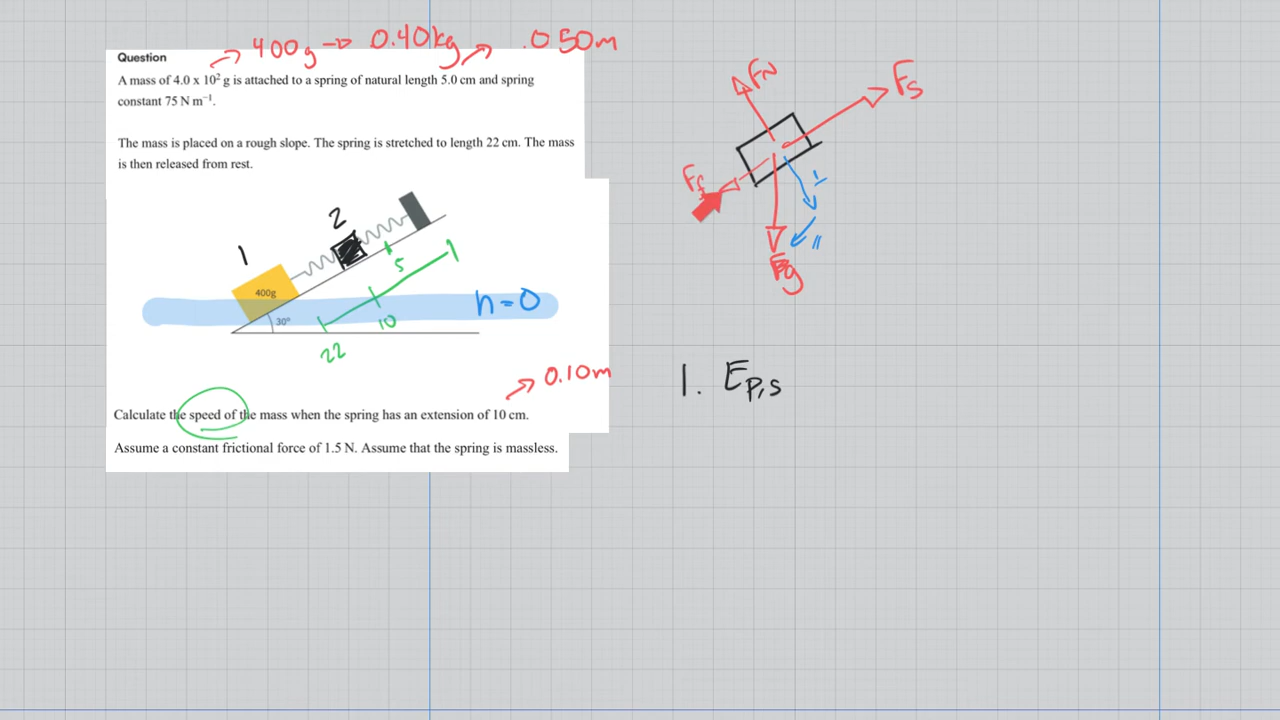 → 400g → 0.40kg → .050m
Question
A mass of 4.0 x 10² g is attached to a spring of natural length 5.0 cm and spring
constant 75 N m⁻¹.
The mass is placed on a rough slope. The spring is stretched to length 22 cm. The mass
is then released from rest.
FN
Fs
Ff
⊥
//
Fg
1
2
5
400g
30°
10
22
h=0
→ 0.10m
Calculate the speed of the mass when the spring has an extension of 10 cm.
Assume a constant frictional force of 1.5 N. Assume that the spring is massless.
1. EP,s